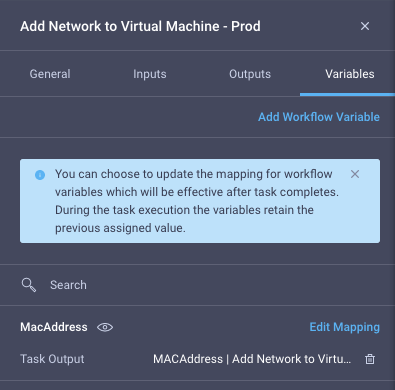 Add Network to Virtual Machine - Prod
General Inputs Outputs Variables
Add Workflow Variable
You can choose to update the mapping for workflow
variables which will be effective after task completes.
During the task execution the variables retain the
previous assigned value.
Search
MacAddress Edit Mapping
Task Output MACAddress | Add Network to Virtu...